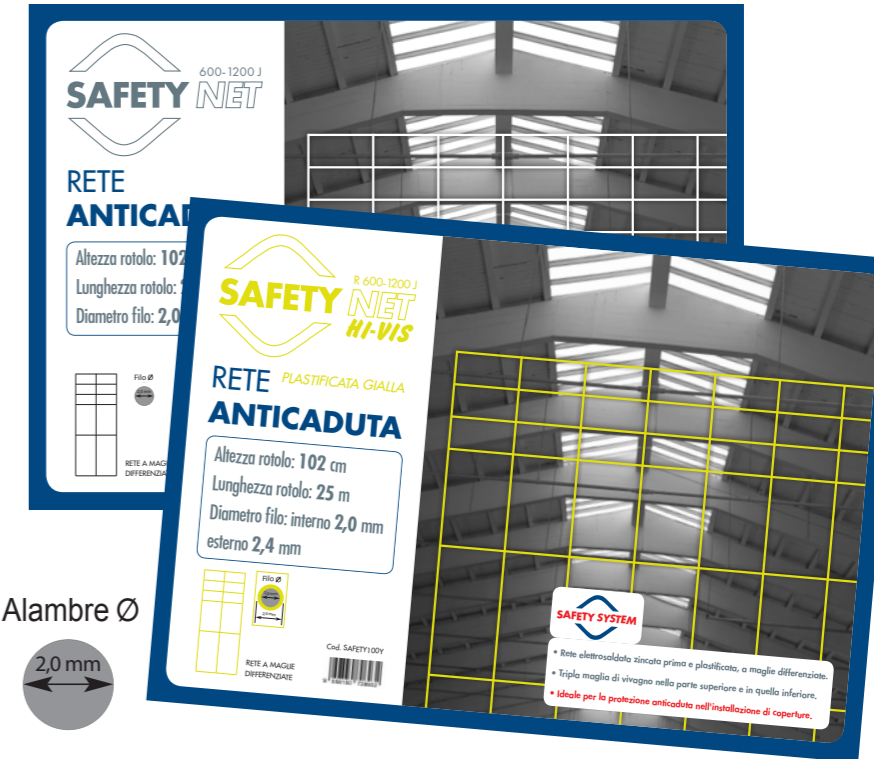 600-1200 J
SAFETY NET
RETE
ANTICAD
Altezza rotolo: 102
Lunghezza rotolo:
Diametro filo: 2,0
Filo Ø
RETE A MAGLIE
DIFFERENZIA
R 600-1200 J
SAFETY NET
HI-VIS
RETE PLASTIFICATA GIALLA
ANTICADUTA
Altezza rotolo: 102 cm
Lunghezza rotolo: 25 m
Diametro filo: interno 2,0 mm
esterno 2,4 mm
Filo Ø
RETE A MAGLIE
DIFFERENZIATE
Cod. SAFETY100Y
SAFETY SYSTEM
• Rete elettrosaldata zincata prima e plastificata, a maglie differenziate.
• Tripla maglia di vivagno nella parte superiore e in quella inferiore.
• Ideale per la protezione anticaduta nell'installazione di coperture.
Alambre Ø
2,0 mm